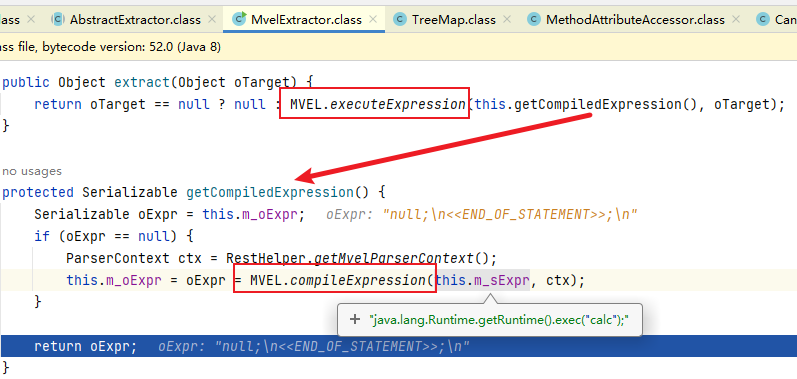 ss AbstractExtractor.class MvelExtractor.class TreeMap.class MethodAttributeAccessor.class Can
ass file, bytecode version: 52.0 (Java 8)
public Object extract(Object oTarget) {
return oTarget == null ? null : MVEL.executeExpression(this.getCompiledExpression(), oTarget);
}
no usages
protected Serializable getCompiledExpression() {
Serializable oExpr = this.m_oExpr; oExpr: "null;\n<<END_OF_STATEMENT>>;\n"
if (oExpr == null) {
ParserContext ctx = RestHelper.getMvelParserContext();
this.m_oExpr = oExpr = MVEL.compileExpression(this.m_sExpr, ctx);
}
+ "java.lang.Runtime.getRuntime().exec("calc");"
return oExpr; oExpr: "null;\n<<END_OF_STATEMENT>>;\n"
}